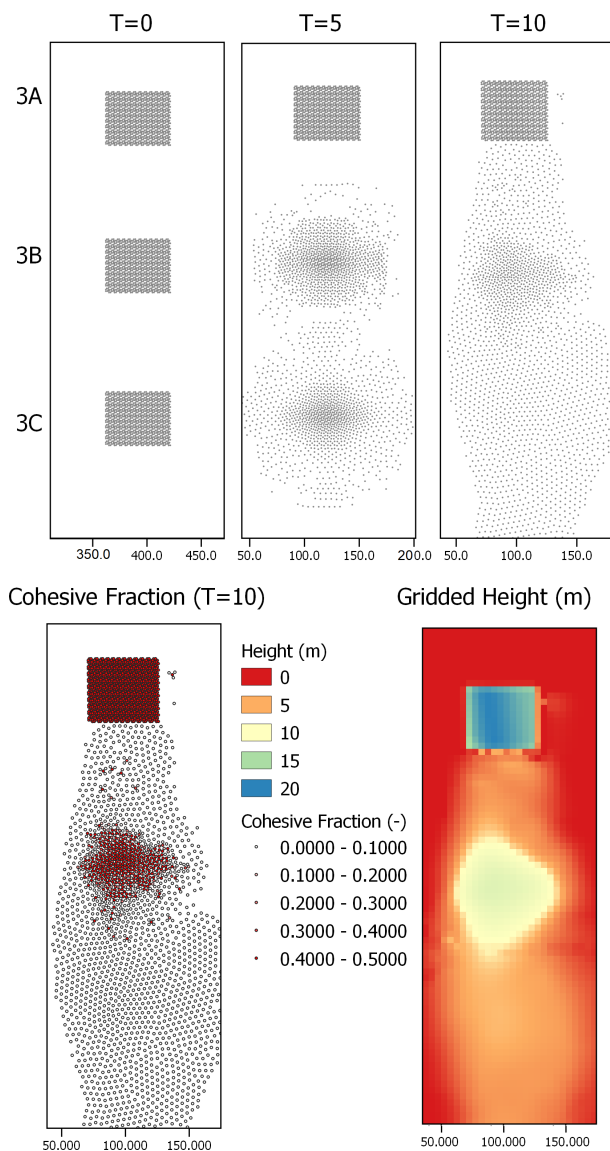 T=0 T=5 T=10
3A
3B
3C
350.0 400.0 450.0 50.0 100.0 150.0 200.0 50.0 100.0 150.0
Cohesive Fraction (T=10) Gridded Height (m)
Height (m)
0
5
10
15
20
Cohesive Fraction (-)
0.0000 - 0.1000
0.1000 - 0.2000
0.2000 - 0.3000
0.3000 - 0.4000
0.4000 - 0.5000
50.000 100.000 150.000 50.000 100.000 150.000